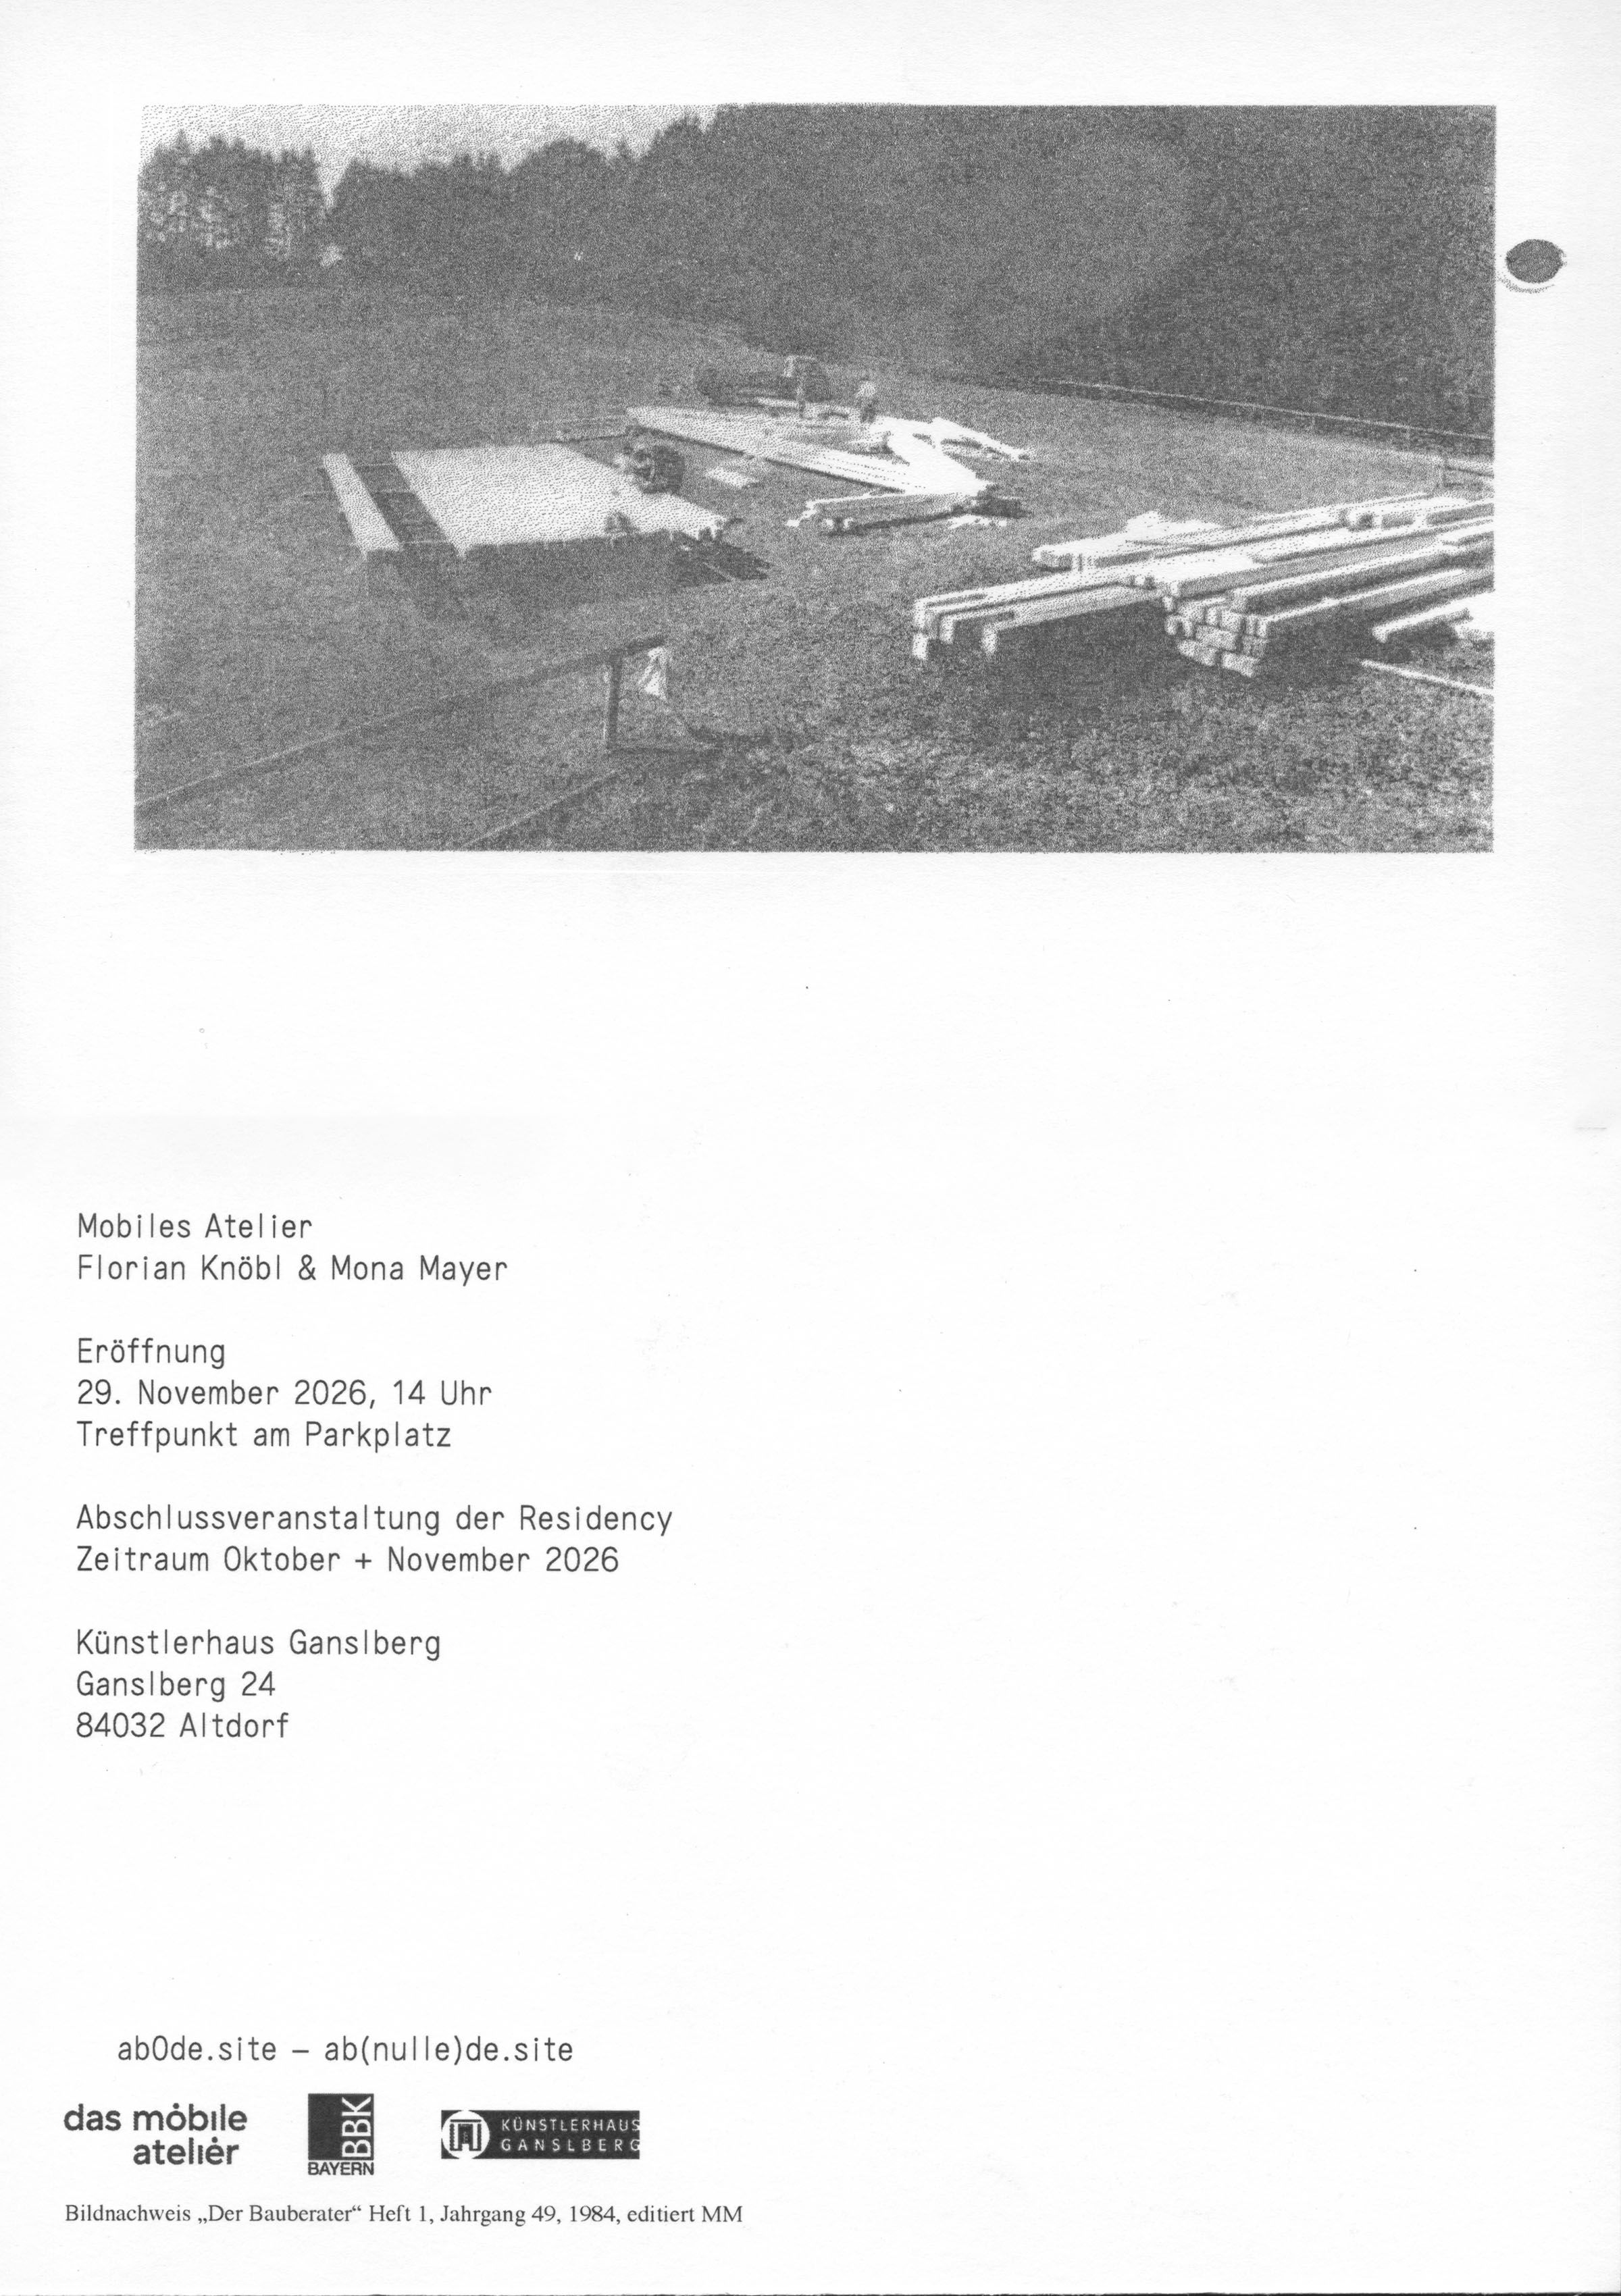 Mobiles Atelier
Florian Knöbl & Mona Mayer
Eröffnung
29. November 2026, 14 Uhr
Treffpunkt am Parkplatz
Abschlussveranstaltung der Residency
Zeitraum Oktober + November 2026
Künstlerhaus Ganslberg
Ganslberg 24
84032 Altdorf
ab0de.site – ab(nulle)de.site
das mobile
atelier
BBK
BAYERN
KÜNSTLERHAUS
GANSLBERG
Bildnachweis „Der Bauberater“ Heft 1, Jahrgang 49, 1984, editiert MM